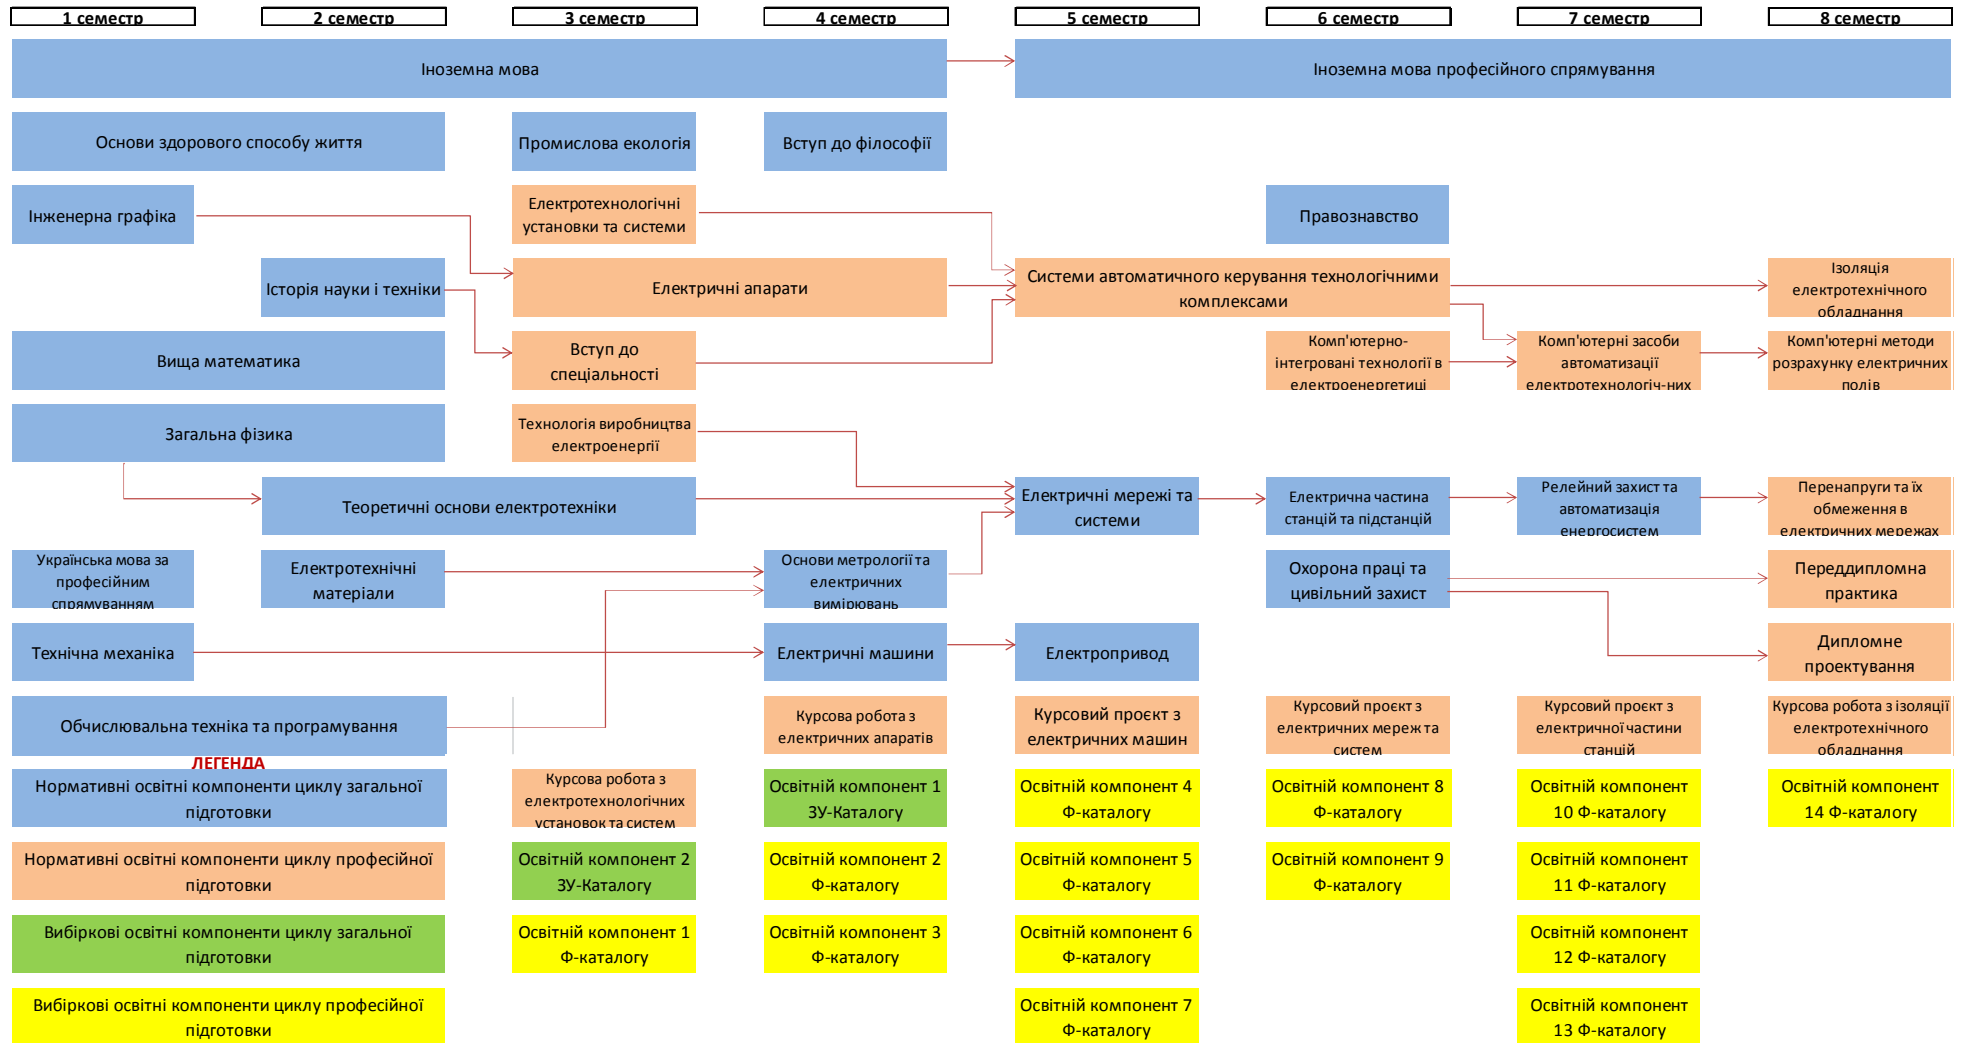 1 семестр
2 семестр
3 семестр
4 семестр
5 семестр
6 семестр
7 семестр
8 семестр
Іноземна мова
Іноземна мова професійного спрямування
Основи здорового способу життя
Промислова екологія
Вступ до філософії
Інженерна графіка
Електротехнологічні
установки та системи
Правознавство
Історія науки і техніки
Електричні апарати
Системи автоматичного керування технологічними
комплексами
Ізоляція
електротехнічного
обладнання
Вища математика
Вступ до
спеціальності
Комп'ютерно-
інтегровані технології в
електроенергетиці
Комп'ютерні засоби
автоматизації
електротехнологіч-них
Комп'ютерні методи
розрахунку електричних
полів
Загальна фізика
Технологія виробництва
електроенергії
Теоретичні основи електротехніки
Електричні мережі та
системи
Електрична частина
станцій та підстанцій
Релейний захист та
автоматизація
енергосистем
Перенапруги та їх
обмеження в
електричних мережах
Українська мова за
професійним
спрямуванням
Електротехнічні
матеріали
Основи метрології та
електричних
вимірювань
Охорона праці та
цивільний захист
Переддипломна
практика
Технічна механіка
Електричні машини
Електропривод
Дипломне
проектування
Обчислювальна техніка та програмування
Курсова робота з
електричних апаратів
Курсовий проєкт з
електричних машин
Курсовий проєкт з
електричних мереж та
систем
Курсовий проєкт з
електричної частини
станцій
Курсова робота з ізоляції
електротехнічного
обладнання
ЛЕГЕНДА
Нормативні освітні компоненти циклу загальної
підготовки
Курсова робота з
електротехнологічних
установок та систем
Освітній компонент 1
ЗУ-Каталогу
Освітній компонент 4
Ф-каталогу
Освітній компонент 8
Ф-каталогу
Освітній компонент
10 Ф-каталогу
Освітній компонент
14 Ф-каталогу
Нормативні освітні компоненти циклу професійної
підготовки
Освітній компонент 2
ЗУ-Каталогу
Освітній компонент 2
Ф-каталогу
Освітній компонент 5
Ф-каталогу
Освітній компонент 9
Ф-каталогу
Освітній компонент
11 Ф-каталогу
Вибіркові освітні компоненти циклу загальної
підготовки
Освітній компонент 1
Ф-каталогу
Освітній компонент 3
Ф-каталогу
Освітній компонент 6
Ф-каталогу
Освітній компонент
12 Ф-каталогу
Вибіркові освітні компоненти циклу професійної
підготовки
Освітній компонент 7
Ф-каталогу
Освітній компонент
13 Ф-каталогу